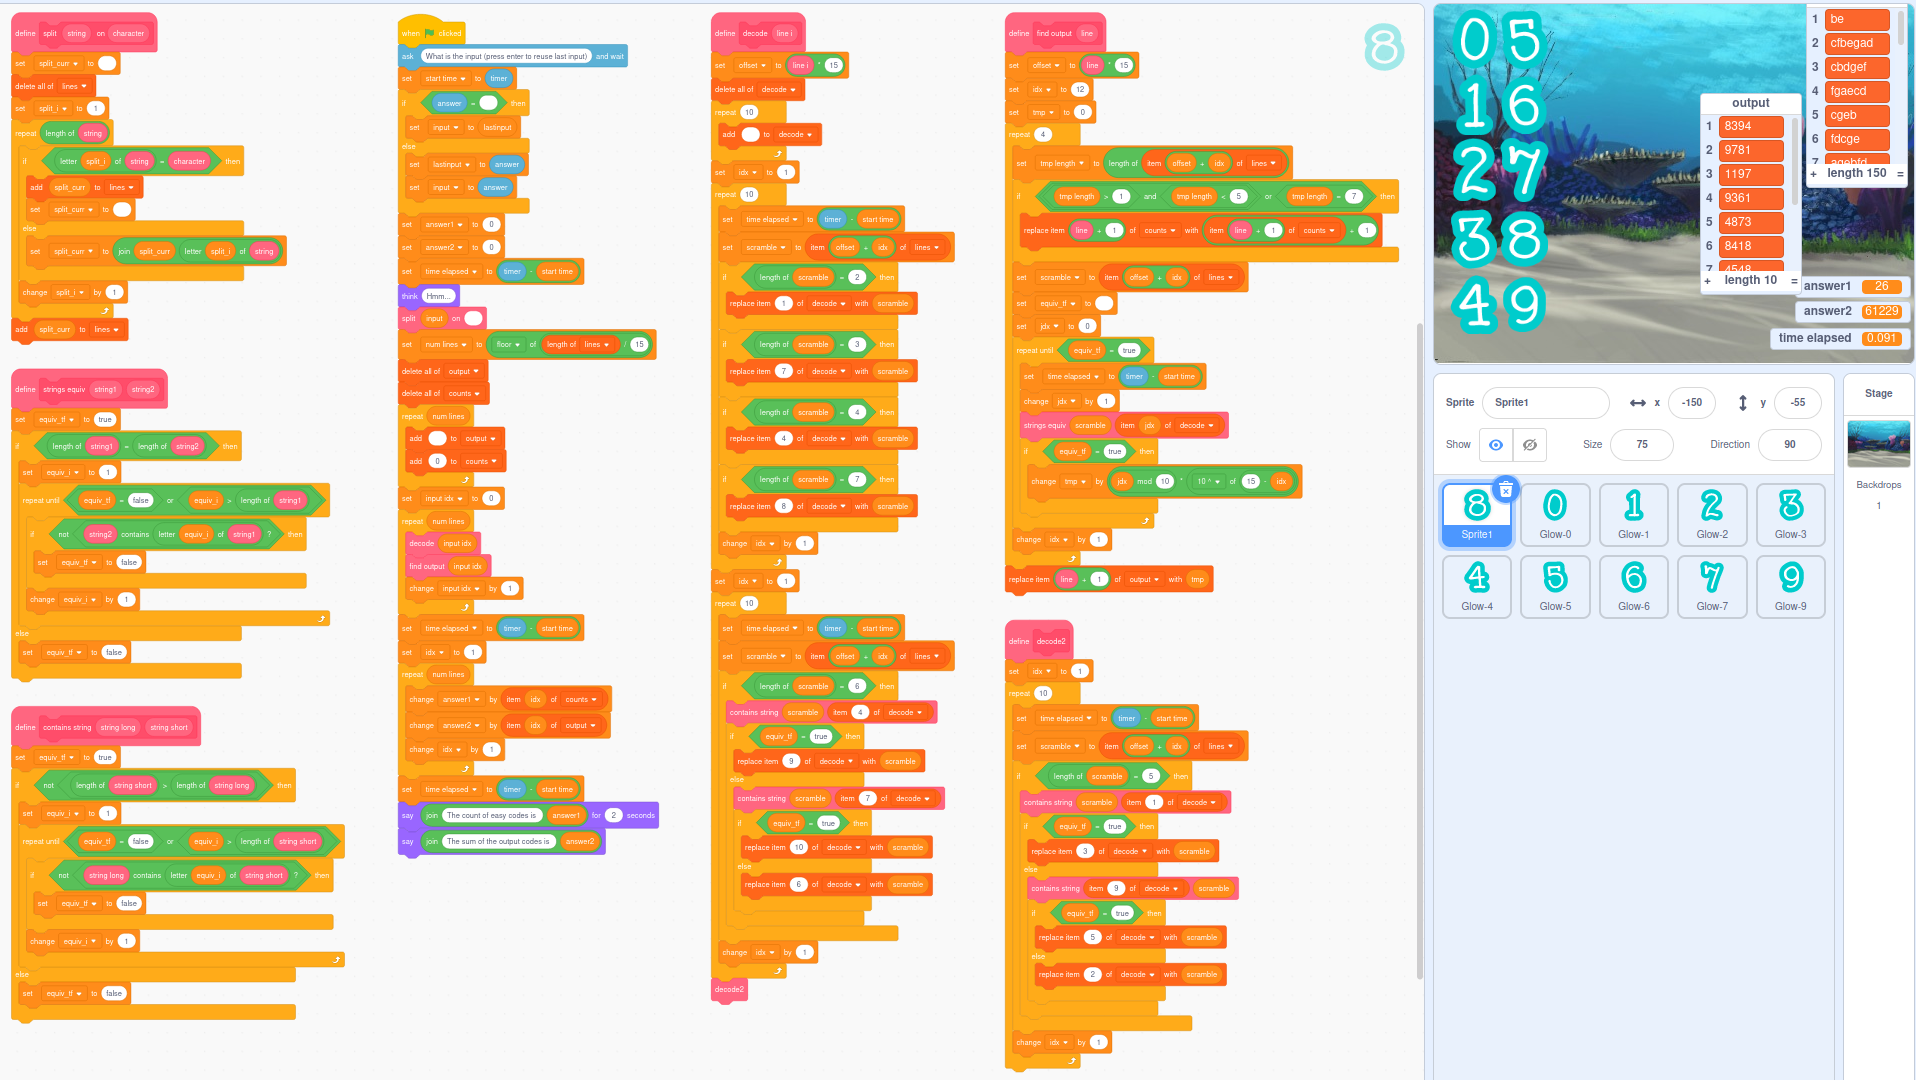 define split string on character
set split_curr to
delete all of lines
set split_i to 1
repeat length of string
if letter split_i of string = character then
add split_curr to lines
set split_curr to
else
set split_curr to join split_curr letter split_i of string
change split_i by 1
add split_curr to lines
define strings equiv string1 string2
set equiv_tf to true
if length of string1 = length of string2 then
set equiv_i to 1
repeat until equiv_tf = false or equiv_i > length of string1
if not string2 contains letter equiv_i of string1 ? then
set equiv_tf to false
change equiv_i by 1
else
set equiv_tf to false
define contains string string long string short
set equiv_tf to true
if not length of string short > length of string long then
set equiv_i to 1
repeat until equiv_tf = false or equiv_i > length of string short
if not string long contains letter equiv_i of string short ? then
set equiv_tf to false
change equiv_i by 1
else
set equiv_tf to false
when clicked
ask What is the input (press enter to reuse last input) and wait
set start time to timer
if answer = then
set input to lastinput
else
set lastinput to answer
set input to answer
set answer1 to 0
set answer2 to 0
set time elapsed to timer - start time
think Hmm...
split input on
set num lines to floor of length of lines / 15
delete all of output
delete all of counts
repeat num lines
add to output
add 0 to counts
set input idx to 0
repeat num lines
decode input idx
find output input idx
change input idx by 1
set time elapsed to timer - start time
set idx to 1
repeat num lines
change answer1 by item idx of counts
change answer2 by item idx of output
change idx by 1
set time elapsed to timer - start time
say join The count of easy codes is answer1 for 2 seconds
say join The sum of the output codes is answer2
define decode line i
set offset to line i * 15
delete all of decode
repeat 10
add to decode
set idx to 1
repeat 10
set time elapsed to timer - start time
set scramble to item offset + idx of lines
if length of scramble = 2 then
replace item 1 of decode with scramble
if length of scramble = 3 then
replace item 7 of decode with scramble
if length of scramble = 4 then
replace item 4 of decode with scramble
if length of scramble = 7 then
replace item 8 of decode with scramble
change idx by 1
set idx to 1
repeat 10
set time elapsed to timer - start time
set scramble to item offset + idx of lines
if length of scramble = 6 then
contains string scramble item 4 of decode
if equiv_tf = true then
replace item 9 of decode with scramble
else
contains string scramble item 7 of decode
if equiv_tf = true then
replace item 10 of decode with scramble
else
replace item 6 of decode with scramble
change idx by 1
decode2
define find output line
set offset to line * 15
set idx to 12
set tmp to 0
repeat 4
set tmp length to length of item offset + idx of lines
if tmp length > 1 and tmp length < 5 or tmp length = 7 then
replace item line + 1 of counts with item line + 1 of counts + 1
set scramble to item offset + idx of lines
set equiv_tf to
set jdx to 0
repeat until equiv_tf = true
set time elapsed to timer - start time
change jdx by 1
strings equiv scramble item jdx of decode
if equiv_tf = true then
change tmp by jdx mod 10 * 10 ^ of 15 - idx
change idx by 1
replace item line + 1 of output with tmp
define decode2
set idx to 1
repeat 10
set time elapsed to timer - start time
set scramble to item offset + idx of lines
if length of scramble = 5 then
contains string scramble item 1 of decode
if equiv_tf = true then
replace item 3 of decode with scramble
else
contains string item 9 of decode scramble
if equiv_tf = true then
replace item 5 of decode with scramble
else
replace item 2 of decode with scramble
change idx by 1
8
0 5
1 6
2 7
3 8
4 9
output
1 8394
2 9781
3 1197
4 9361
5 4873
6 8418
7 4548
+ length 10 =
1 be
2 cfbegad
3 cbdgef
4 fgaecd
5 cgeb
6 fdcge
7 agebfd
+ length 150 =
answer1 26
answer2 61229
time elapsed 0.091
Sprite Sprite1 x -150 y -55
Show Size 75 Direction 90
8 0 1 2 3
Sprite1 Glow-0 Glow-1 Glow-2 Glow-3
4 5 6 7 9
Glow-4 Glow-5 Glow-6 Glow-7 Glow-9
Stage
Backdrops
1